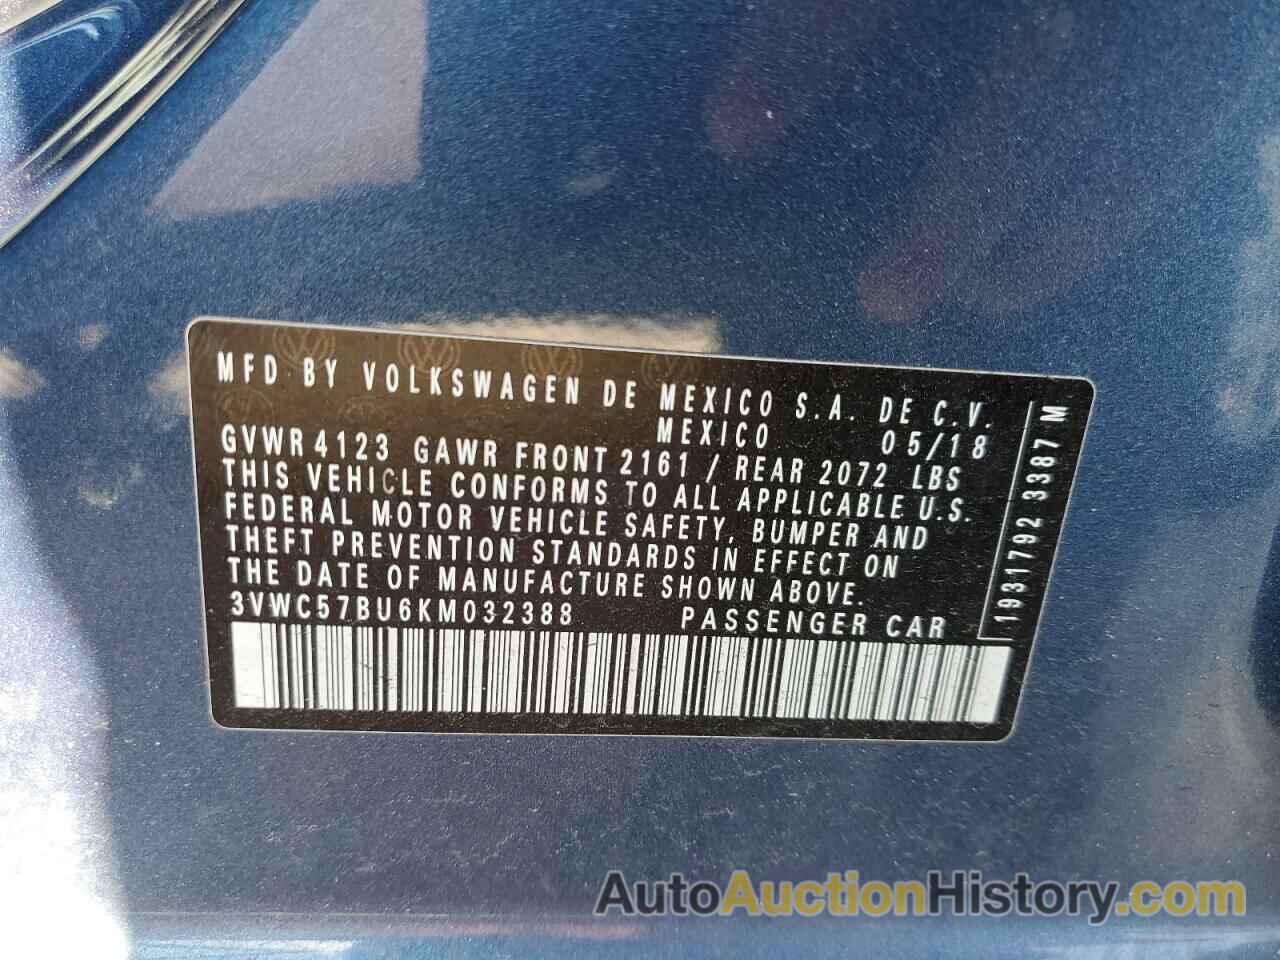 MFD BY VOLKSWAGEN DE MEXICO S.A. DE C.V.
MEXICO 05/18
GVWR 4123 GAWR FRONT 2161 / REAR 2072 LBS
THIS VEHICLE CONFORMS TO ALL APPLICABLE U.S.
FEDERAL MOTOR VEHICLE SAFETY, BUMPER AND
THEFT PREVENTION STANDARDS IN EFFECT ON
THE DATE OF MANUFACTURE SHOWN ABOVE.
3VWC57BU6KM032388 PASSENGER CAR
1931792 3387 M
AutoAuctionHistory.com